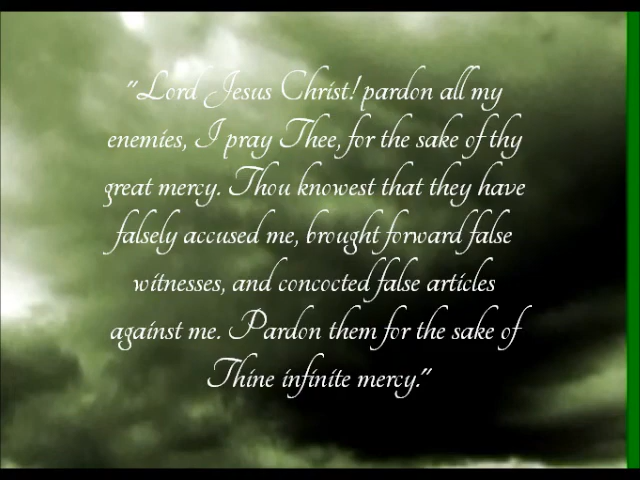 "Lord Jesus Christ! pardon all my
enemies, I pray Thee, for the sake of thy
great mercy. Thou knowest that they have
falsely accused me, brought forward false
witnesses, and concocted false articles
against me. Pardon them for the sake of
Thine infinite mercy."